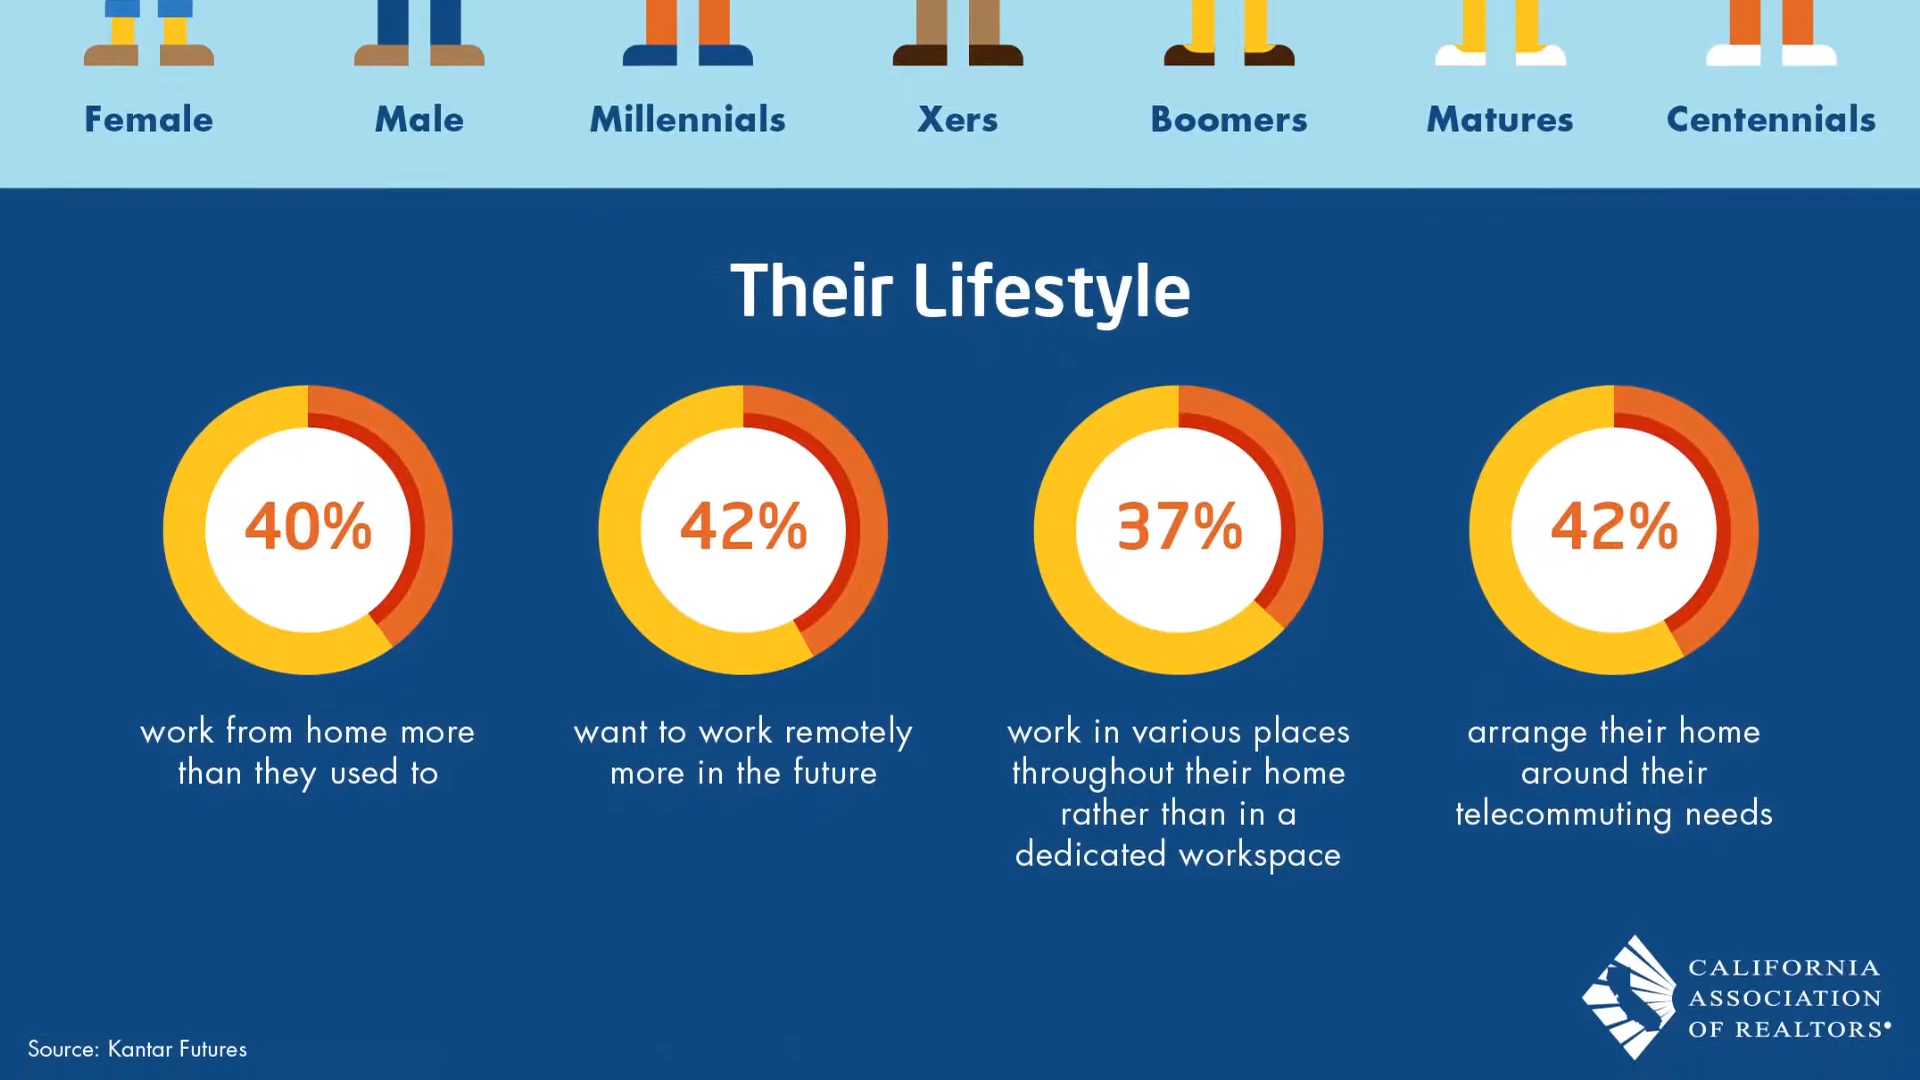 Female Male Millennials Xers Boomers Matures Centennials
Their Lifestyle
40%
work from home more
than they used to
42%
want to work remotely
more in the future
37%
work in various places
throughout their home
rather than in a
dedicated workspace
42%
arrange their home
around their
telecommuting needs
CALIFORNIA
ASSOCIATION
OF REALTORS®
Source: Kantar Futures